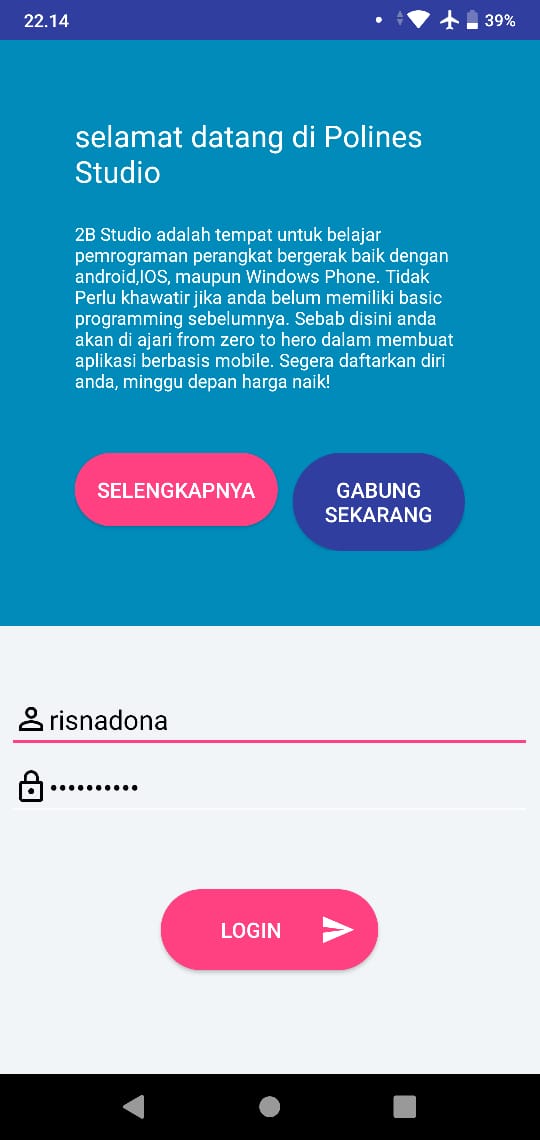 22.14
39%
selamat datang di Polines
Studio
2B Studio adalah tempat untuk belajar
pemrograman perangkat bergerak baik dengan
android,IOS, maupun Windows Phone. Tidak
Perlu khawatir jika anda belum memiliki basic
programming sebelumnya. Sebab disini anda
akan di ajari from zero to hero dalam membuat
aplikasi berbasis mobile. Segera daftarkan diri
anda, minggu depan harga naik!
SELENGKAPNYA
GABUNG
SEKARANG
risnadona
••••••••••
LOGIN